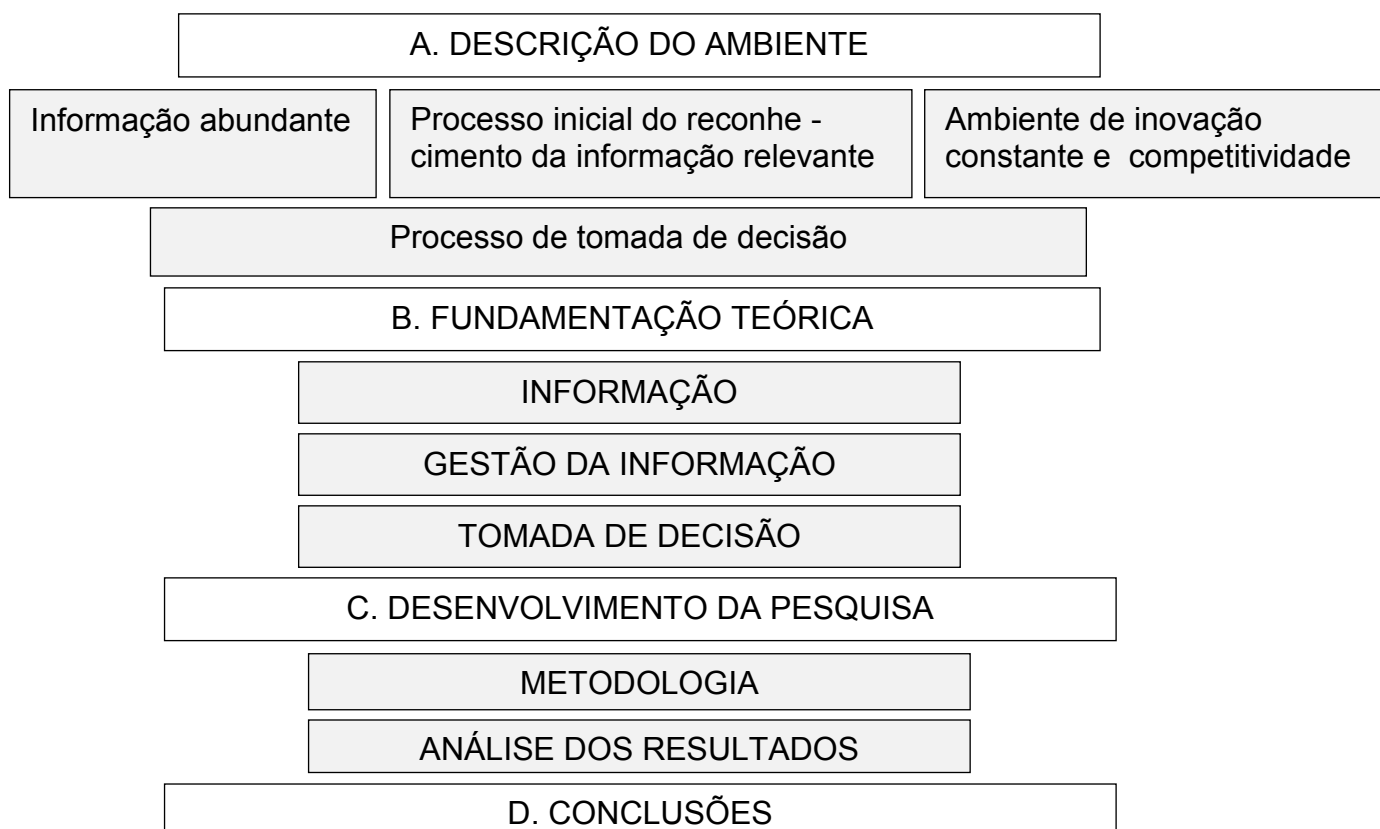 A. DESCRIÇÃO DO AMBIENTE
Informação abundante
Processo inicial do reconhe -
cimento da informação relevante
Ambiente de inovação
constante e competitividade
Processo de tomada de decisão
B. FUNDAMENTAÇÃO TEÓRICA
INFORMAÇÃO
GESTÃO DA INFORMAÇÃO
TOMADA DE DECISÃO
C. DESENVOLVIMENTO DA PESQUISA
METODOLOGIA
ANÁLISE DOS RESULTADOS
D. CONCLUSÕES